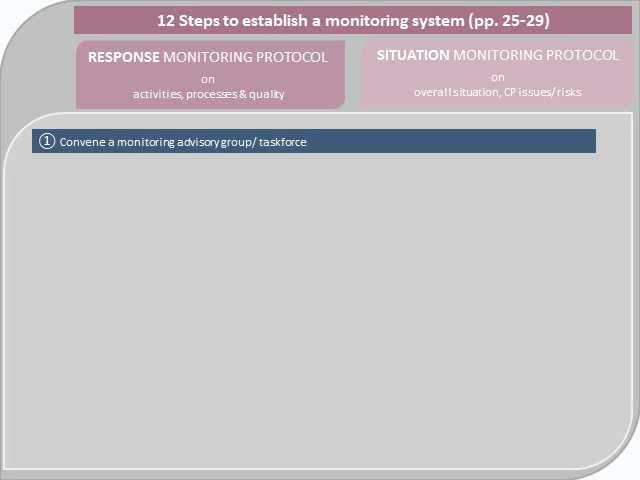 12 Steps to establish a monitoring system (pp. 25-29)
RESPONSE MONITORING PROTOCOL
on
activities, processes & quality
SITUATION MONITORING PROTOCOL
on
overall situation, CP issues/risks
① Convene a monitoring advisory group/ taskforce